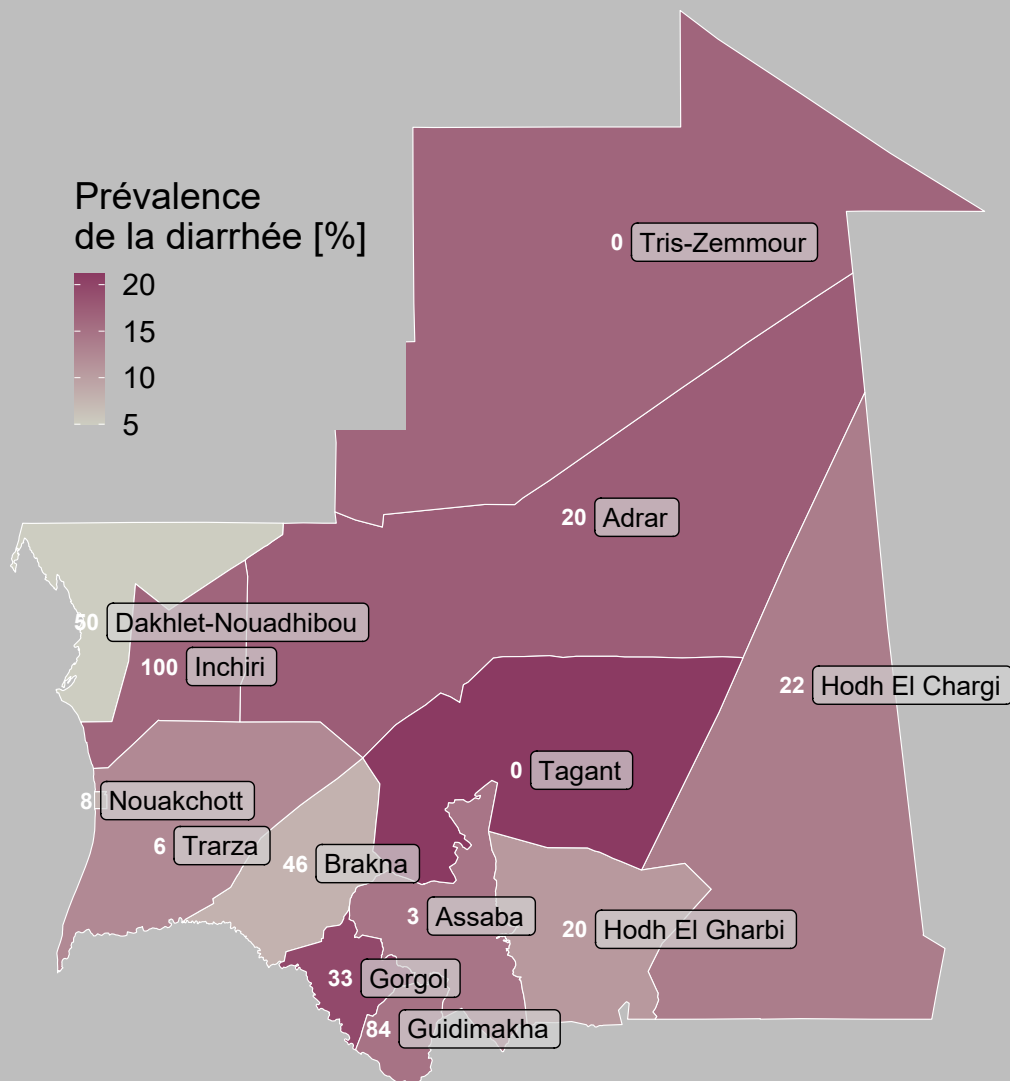 Prévalence
de la diarrhée [%]
20
15
10
5
0 Tris-Zemmour
20 Adrar
50 Dakhlet-Nouadhibou
100 Inchiri
22 Hodh El Chargi
0 Tagant
8 Nouakchott
6 Trarza
46 Brakna
3 Assaba
20 Hodh El Gharbi
33 Gorgol
84 Guidimakha